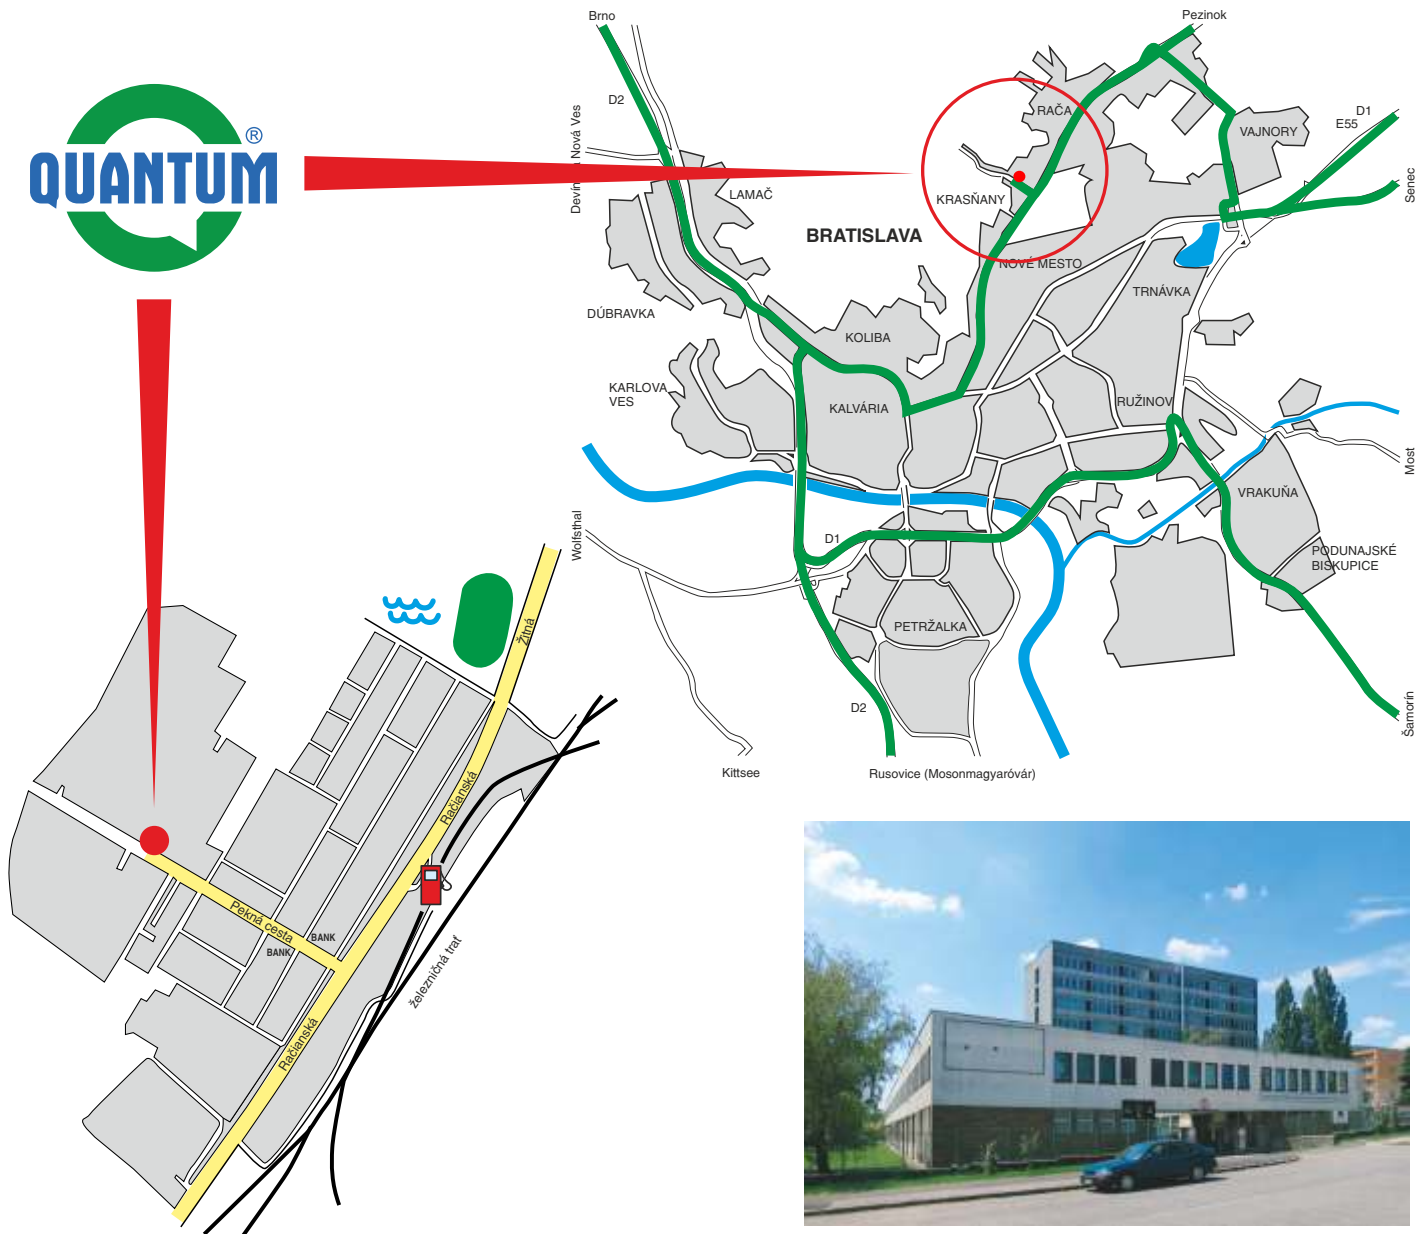 QUANTUM®
Brno
Pezinok
D2
Devínska Nová Ves
RAČA
D1
E55
VAJNORY
Senec
LAMAČ
KRASŇANY
BRATISLAVA
NOVÉ MESTO
TRNÁVKA
DÚBRAVKA
KOLIBA
KARLOVA
VES
KALVÁRIA
RUŽINOV
Most
VRAKUŇA
Wolfsthal
D1
PODUNAJSKÉ
BISKUPICE
PETRŽALKA
D2
Šamorín
Kittsee
Rusovice (Mosonmagyaróvár)
Žitná
Račianská
Pekná cesta
BANK
BANK
železničná trať
Račianská